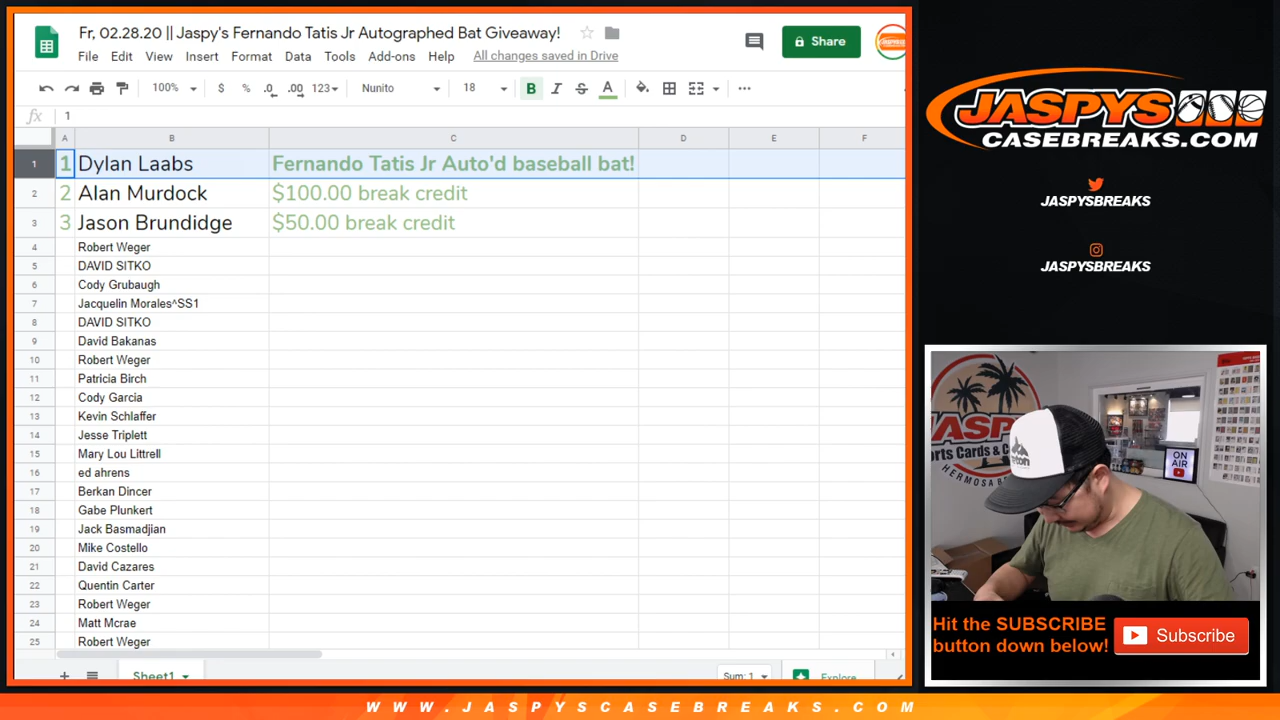 Fr, 02.28.20 || Jaspy's Fernando Tatis Jr Autographed Bat Giveaway!
Share
File Edit View Insert Format Data Tools Add-ons Help All changes saved in Drive
100% $ % .0 .00 123 Nunito 18 B I S A
fx 1
A B C D E F
1 1 Dylan Laabs Fernando Tatis Jr Auto'd baseball bat!
2 2 Alan Murdock $100.00 break credit
3 3 Jason Brundidge $50.00 break credit
4 Robert Weger
5 DAVID SITKO
6 Cody Grubaugh
7 Jacquelin Morales^SS1
8 DAVID SITKO
9 David Bakanas
10 Robert Weger
11 Patricia Birch
12 Cody Garcia
13 Kevin Schlaffer
14 Jesse Triplett
15 Mary Lou Littrell
16 ed ahrens
17 Berkan Dincer
18 Gabe Plunkert
19 Jack Basmadjian
20 Mike Costello
21 David Cazares
22 Quentin Carter
23 Robert Weger
24 Matt Mcrae
25 Robert Weger
Sheet1 Sum: 1 Explore
JASPYS
CASEBREAKS.COM
JASPYSBREAKS
JASPYSBREAKS
JASPY
orts Cards & C
HERMOSA BE
ON
AIR
Hit the SUBSCRIBE
button down below!
Subscribe
WWW.JASPYSCASEBREAKS.COM